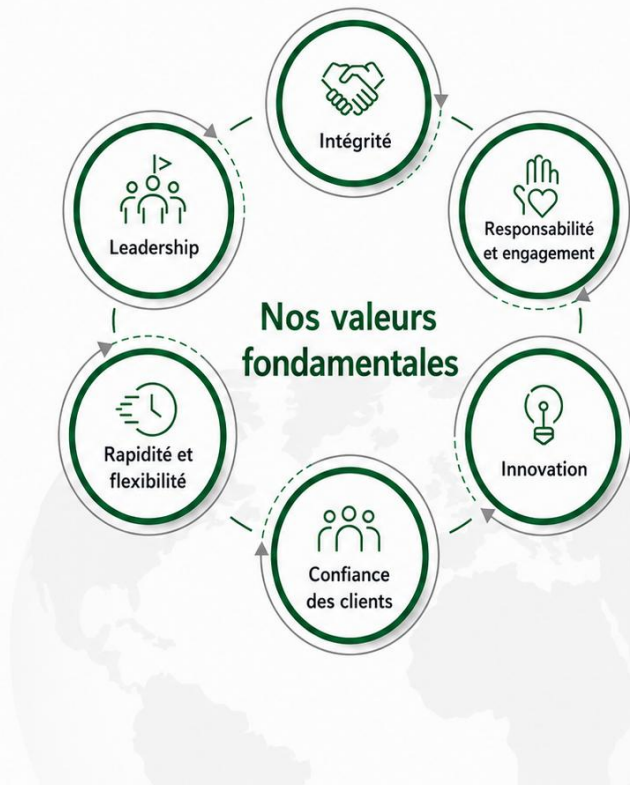 Intégrité
Leadership
Responsabilité
et engagement
Nos valeurs
fondamentales
Rapidité et
flexibilité
Innovation
Confiance
des clients